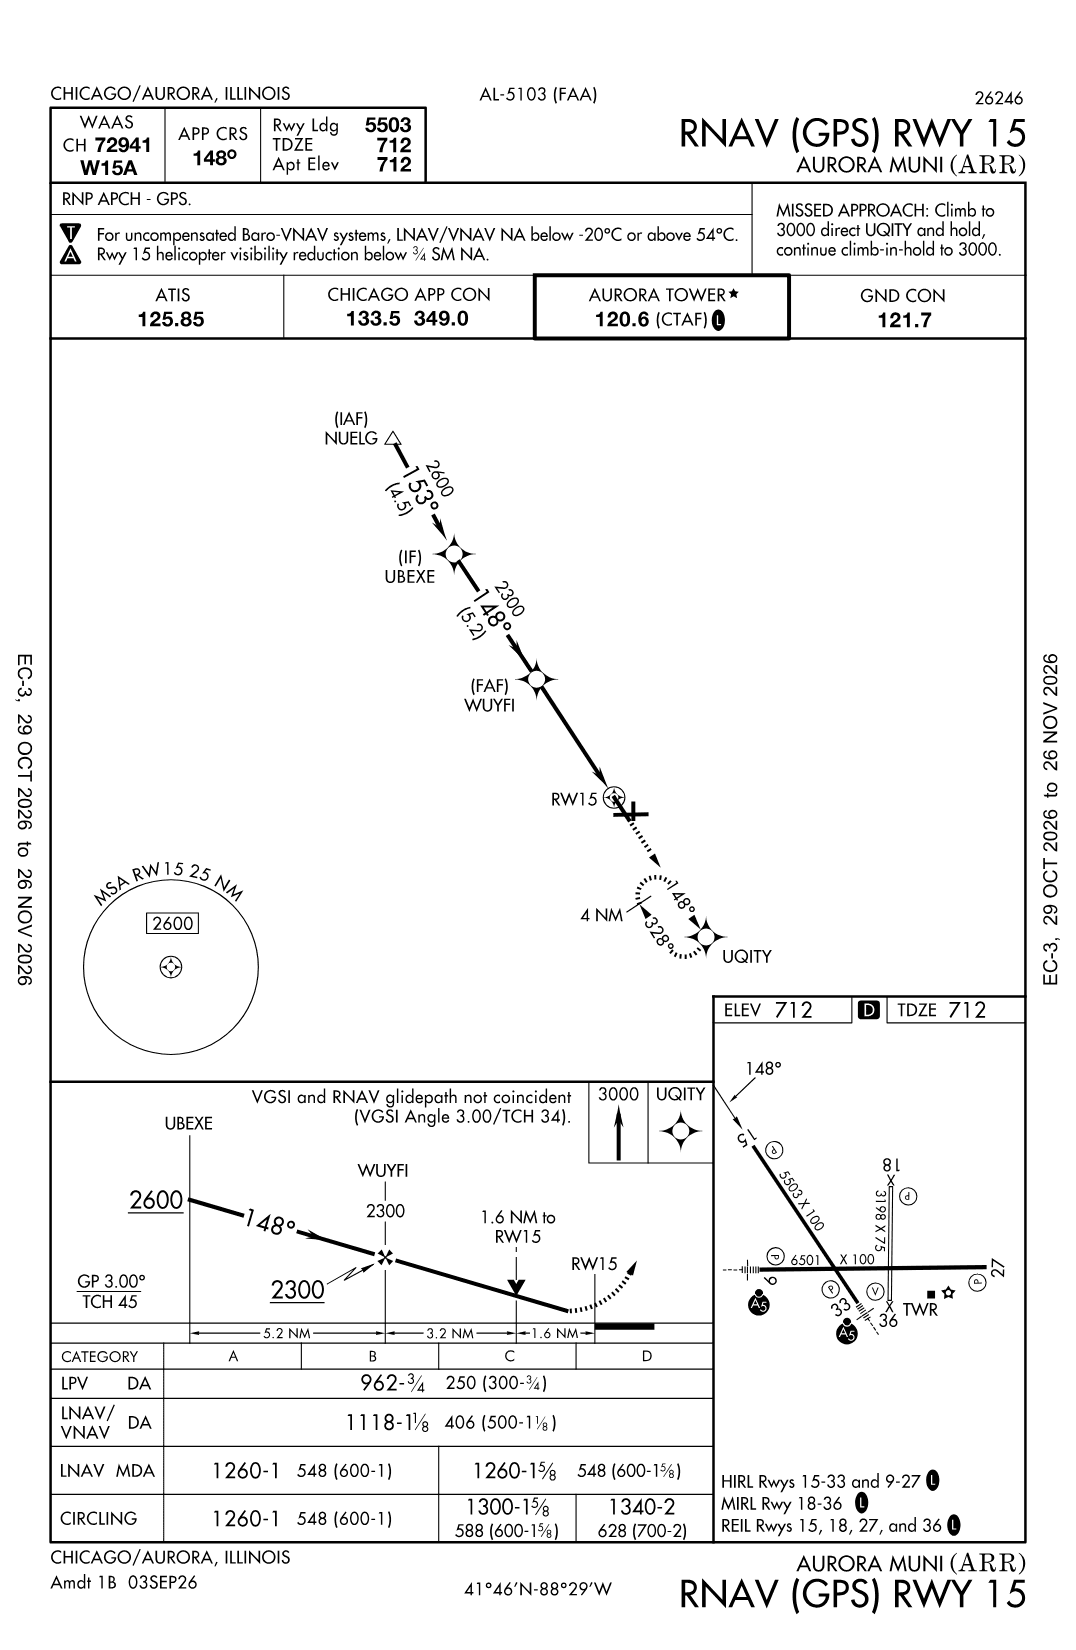 CHICAGO/AURORA, ILLINOIS
AL-5103 (FAA)
26246
RNAV (GPS) RWY 15
AURORA MUNI (ARR)
WAAS
CH 72941
W15A
APP CRS
148°
Rwy Ldg 5503
TDZE 712
Apt Elev 712
RNP APCH - GPS.
T
A
For uncompensated Baro-VNAV systems, LNAV/VNAV NA below -20°C or above 54°C.
Rwy 15 helicopter visibility reduction below ¾ SM NA.
MISSED APPROACH: Climb to
3000 direct UQITY and hold,
continue climb-in-hold to 3000.
ATIS
125.85
CHICAGO APP CON
133.5 349.0
AURORA TOWER★
120.6 (CTAF) L
GND CON
121.7
(IAF)
NUELG
2600
153°
(4.5)
(IF)
UBEXE
2300
148°
(5.2)
(FAF)
WUYFI
RW15
4 NM
148°
328°
UQITY
MSA RW15 25 NM
2600
EC-3, 29 OCT 2026 to 26 NOV 2026
EC-3, 29 OCT 2026 to 26 NOV 2026
ELEV 712
D
TDZE 712
148°
15
P
5503 X 100
18
P
3198 X 75
P
6501 X 100
27
P
9
A5
P
33
A5
V
36
TWR
HIRL Rwys 15-33 and 9-27 L
MIRL Rwy 18-36 L
REIL Rwys 15, 18, 27, and 36 L
VGSI and RNAV glidepath not coincident
(VGSI Angle 3.00/TCH 34).
3000
UQITY
UBEXE
2600
148°
WUYFI
2300
2300
1.6 NM to
RW15
RW15
GP 3.00°
TCH 45
5.2 NM
3.2 NM
1.6 NM
CATEGORY A B C D
LPV DA 962-¾ 250 (300-¾)
LNAV/
VNAV DA 1118-1⅛ 406 (500-1⅛)
LNAV MDA 1260-1 548 (600-1) 1260-1⅝ 548 (600-1⅝)
CIRCLING 1260-1 548 (600-1)
1300-1⅝
588 (600-1⅝)
1340-2
628 (700-2)
CHICAGO/AURORA, ILLINOIS
Amdt 1B 03SEP26
41°46'N-88°29'W
AURORA MUNI (ARR)
RNAV (GPS) RWY 15